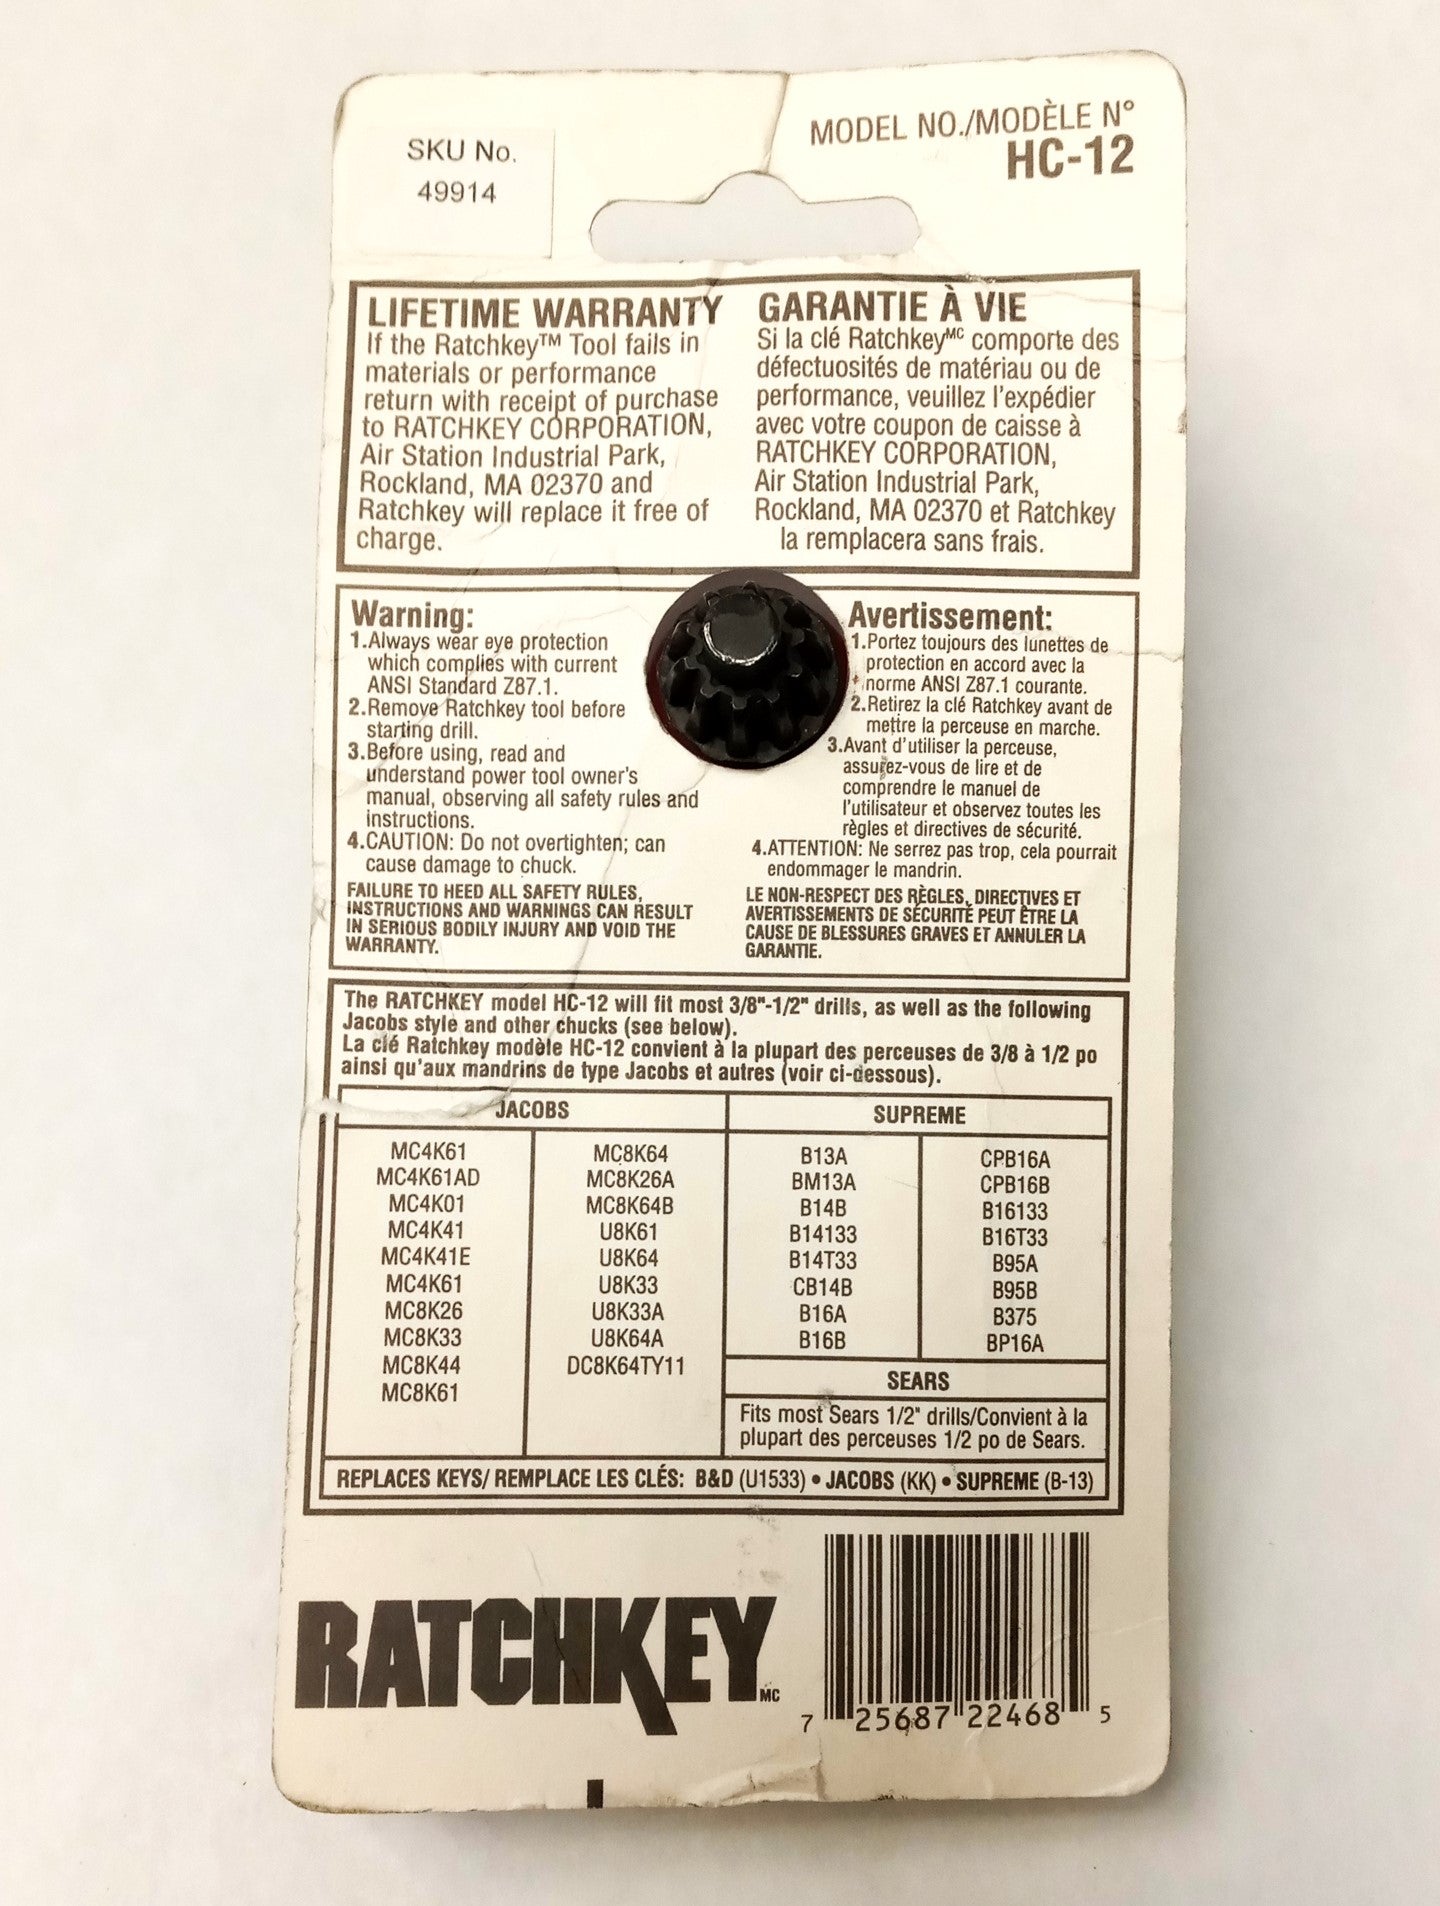 SKU No.
49914
MODEL NO./MODÈLE N°
HC-12
LIFETIME WARRANTY
If the Ratchkey™ Tool fails in
materials or performance
return with receipt of purchase
to RATCHKEY CORPORATION,
Air Station Industrial Park,
Rockland, MA 02370 and
Ratchkey will replace it free of
charge.
GARANTIE À VIE
Si la clé Ratchkeyᴹᶜ comporte des
défectuosités de matériau ou de
performance, veuillez l'expédier
avec votre coupon de caisse à
RATCHKEY CORPORATION,
Air Station Industrial Park,
Rockland, MA 02370 et Ratchkey
la remplacera sans frais.
Warning:
1.Always wear eye protection
which complies with current
ANSI Standard Z87.1.
2.Remove Ratchkey tool before
starting drill.
3.Before using, read and
understand power tool owner's
manual, observing all safety rules and
instructions.
4.CAUTION: Do not overtighten; can
cause damage to chuck.
FAILURE TO HEED ALL SAFETY RULES,
INSTRUCTIONS AND WARNINGS CAN RESULT
IN SERIOUS BODILY INJURY AND VOID THE
WARRANTY.
Avertissement:
1.Portez toujours des lunettes de
protection en accord avec la
norme ANSI Z87.1 courante.
2.Retirez la clé Ratchkey avant de
mettre la perceuse en marche.
3.Avant d'utiliser la perceuse,
assurez-vous de lire et de
comprendre le manuel de
l'utilisateur et observez toutes les
règles et directives de sécurité.
4.ATTENTION: Ne serrez pas trop, cela pourrait
endommager le mandrin.
LE NON-RESPECT DES RÈGLES, DIRECTIVES ET
AVERTISSEMENTS DE SÉCURITÉ PEUT ÊTRE LA
CAUSE DE BLESSURES GRAVES ET ANNULER LA
GARANTIE.
The RATCHKEY model HC-12 will fit most 3/8"-1/2" drills, as well as the following
Jacobs style and other chucks (see below).
La clé Ratchkey modèle HC-12 convient à la plupart des perceuses de 3/8 à 1/2 po
ainsi qu'aux mandrins de type Jacobs et autres (voir ci-dessous).
JACOBS
MC4K61
MC4K61AD
MC4K01
MC4K41
MC4K41E
MC4K61
MC8K26
MC8K33
MC8K44
MC8K61
MC8K64
MC8K26A
MC8K64B
U8K61
U8K64
U8K33
U8K33A
U8K64A
DC8K64TY11
SUPREME
B13A
BM13A
B14B
B14133
B14T33
CB14B
B16A
B16B
CPB16A
CPB16B
B16133
B16T33
B95A
B95B
B375
BP16A
SEARS
Fits most Sears 1/2" drills/Convient à la
plupart des perceuses 1/2 po de Sears.
REPLACES KEYS/ REMPLACE LES CLÉS: B&D (U1533) • JACOBS (KK) • SUPREME (B-13)
RATCHKEY MC
7 25687 22468 5